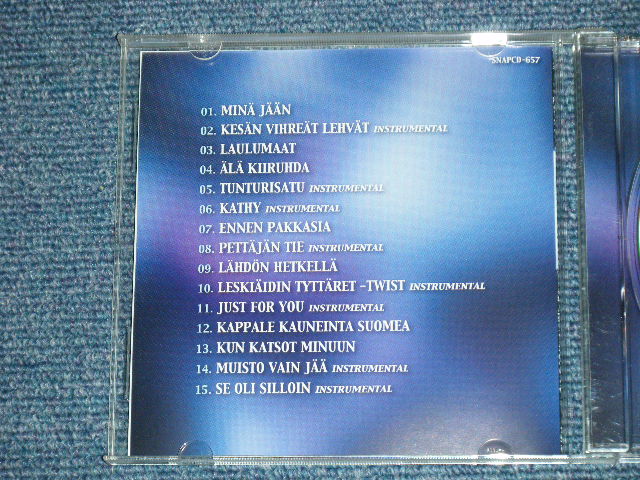 SNAPCD-657
01. MINÄ JÄÄN
02. KESÄN VIHREÄT LEHVÄT INSTRUMENTAL
03. LAULUMAAT
04. ÄLÄ KIIRUHDA
05. TUNTURISATU INSTRUMENTAL
06. KATHY INSTRUMENTAL
07. ENNEN PAKKASIA
08. PETTÄJÄN TIE INSTRUMENTAL
09. LÄHDÖN HETKELLÄ
10. LESKIÄIDIN TYTTÄRET -TWIST INSTRUMENTAL
11. JUST FOR YOU INSTRUMENTAL
12. KAPPALE KAUNEINTA SUOMEA
13. KUN KATSOT MINUUN
14. MUISTO VAIN JÄÄ INSTRUMENTAL
15. SE OLI SILLOIN INSTRUMENTAL